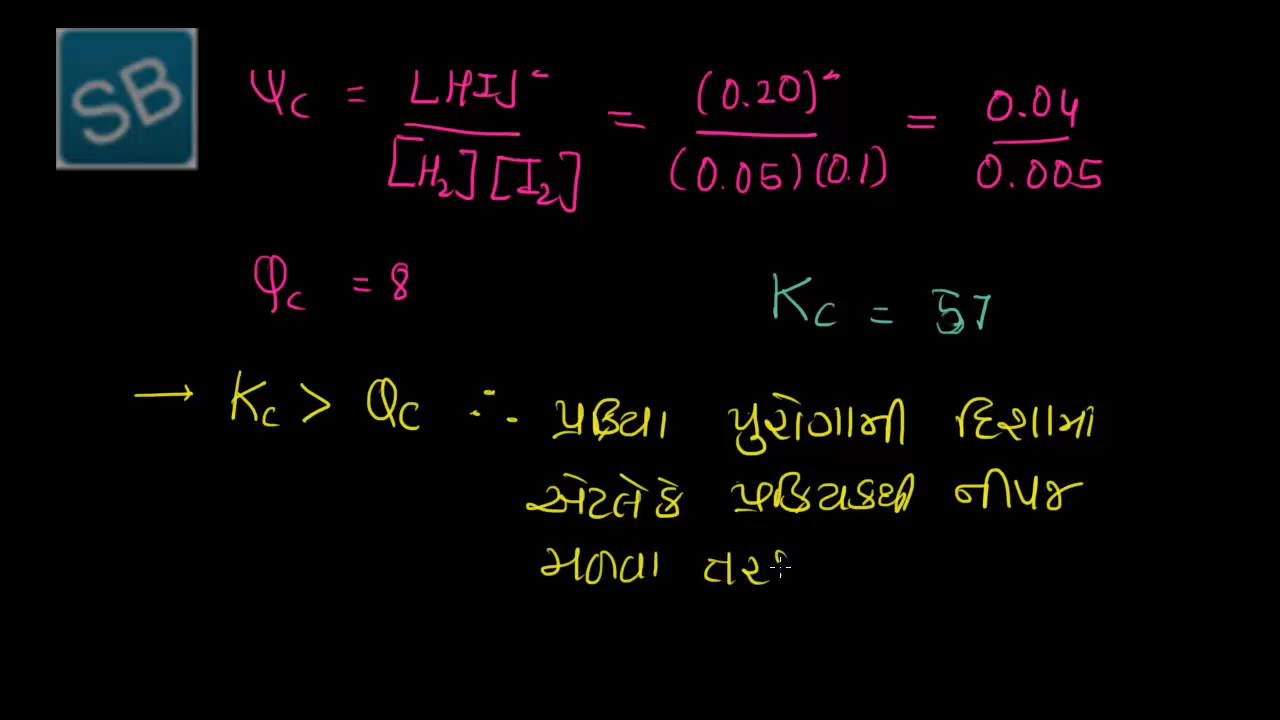 SB
Qc = [HI]² / [H₂][I₂] = (0.20)² / (0.05)(0.1) = 0.04 / 0.005
Qc = 8
Kc = 57
→ Kc > Qc ∴ પ્રક્રિયા પુરોગામી દિશામાં
એટલેકે પ્રક્રિયકથી નીપજ
મળવા